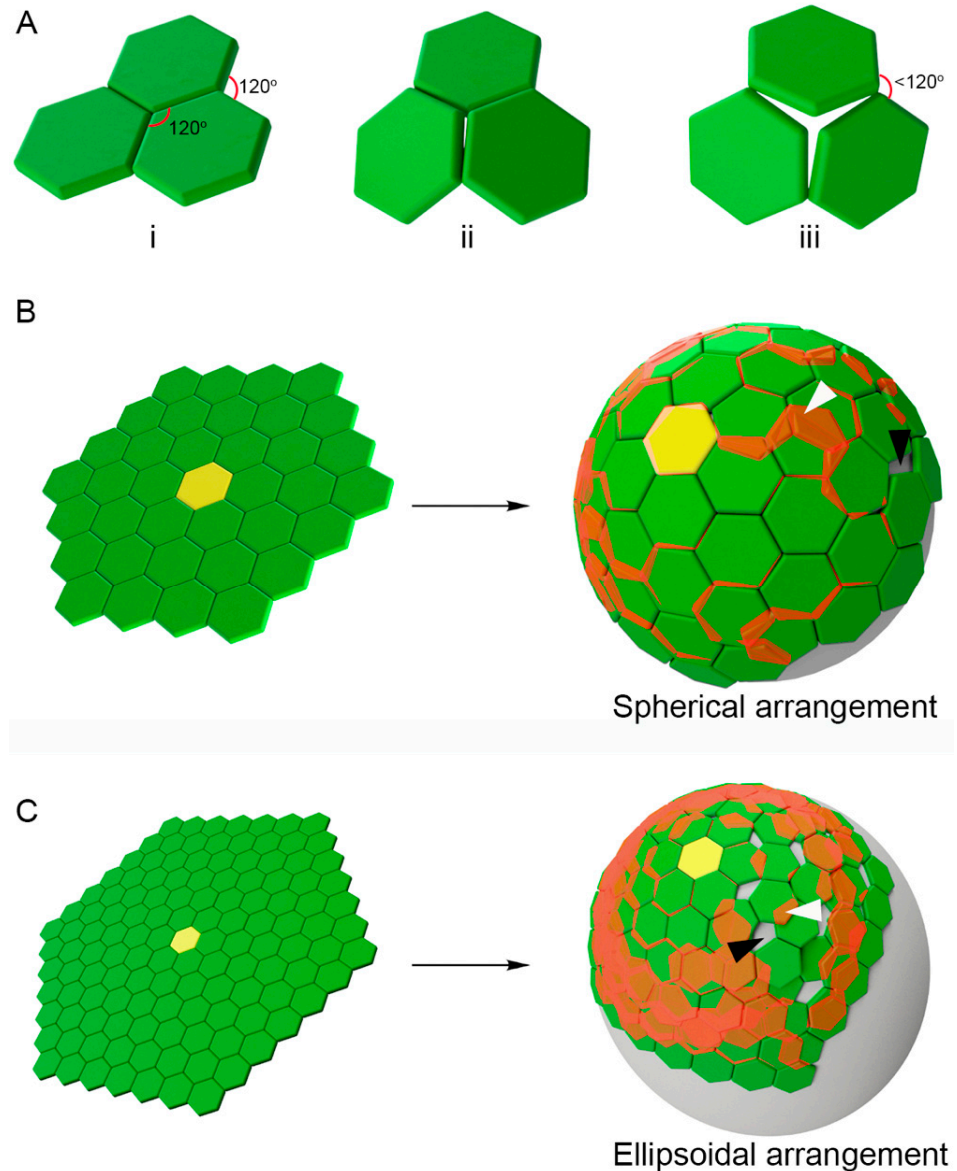 A
120°
120°
<120°
i
ii
iii
B
Spherical arrangement
C
Ellipsoidal arrangement